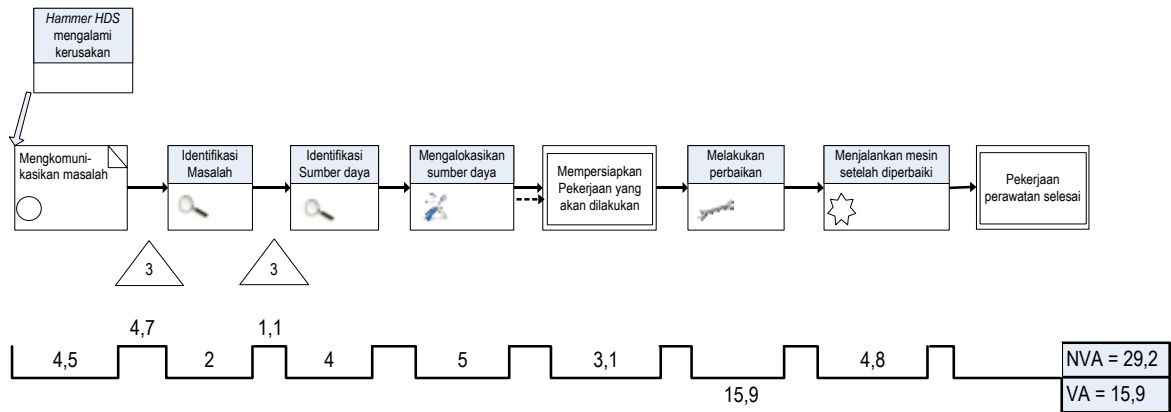 Hammer HDS
mengalami
kerusakan
Mengkomuni-
kasikan masalah
Identifikasi
Masalah
Identifikasi
Sumber daya
Mengalokasikan
sumber daya
Mempersiapkan
Pekerjaan yang
akan dilakukan
Melakukan
perbaikan
Menjalankan mesin
setelah diperbaiki
Pekerjaan
perawatan selesai
3
3
4,7
1,1
4,5
2
4
5
3,1
15,9
4,8
NVA = 29,2
VA = 15,9